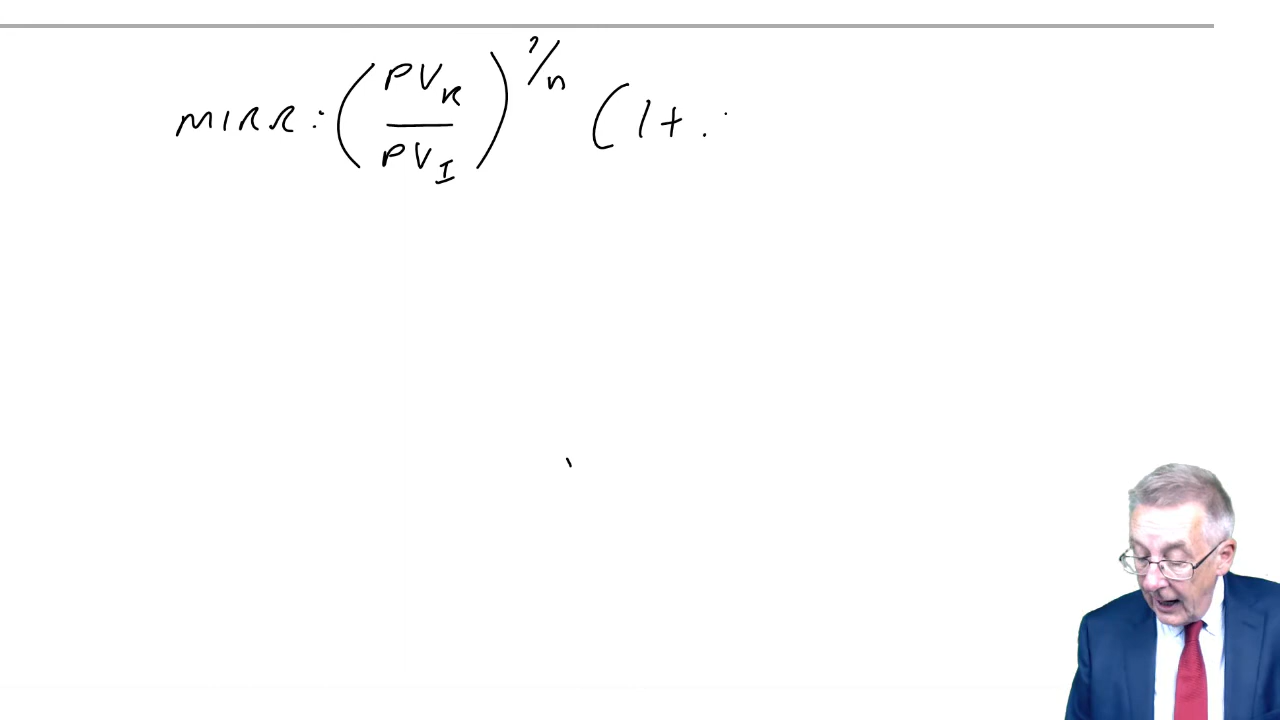 MIRR: (PV_R / PV_I)^1/n (1+.